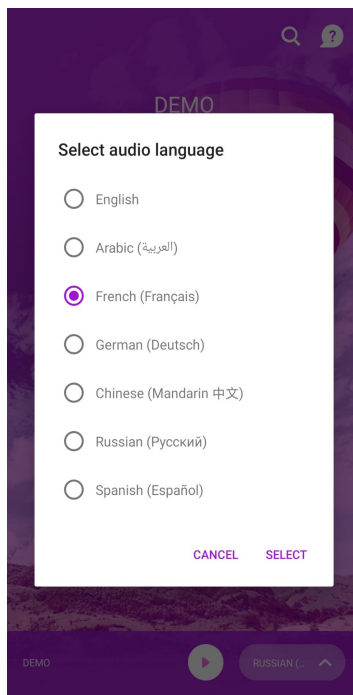 ?
DEMO
Select audio language
English
Arabic (العربية)
French (Français)
German (Deutsch)
Chinese (Mandarin 中文)
Russian (Русский)
Spanish (Español)
CANCEL SELECT
DEMO RUSSIAN (...